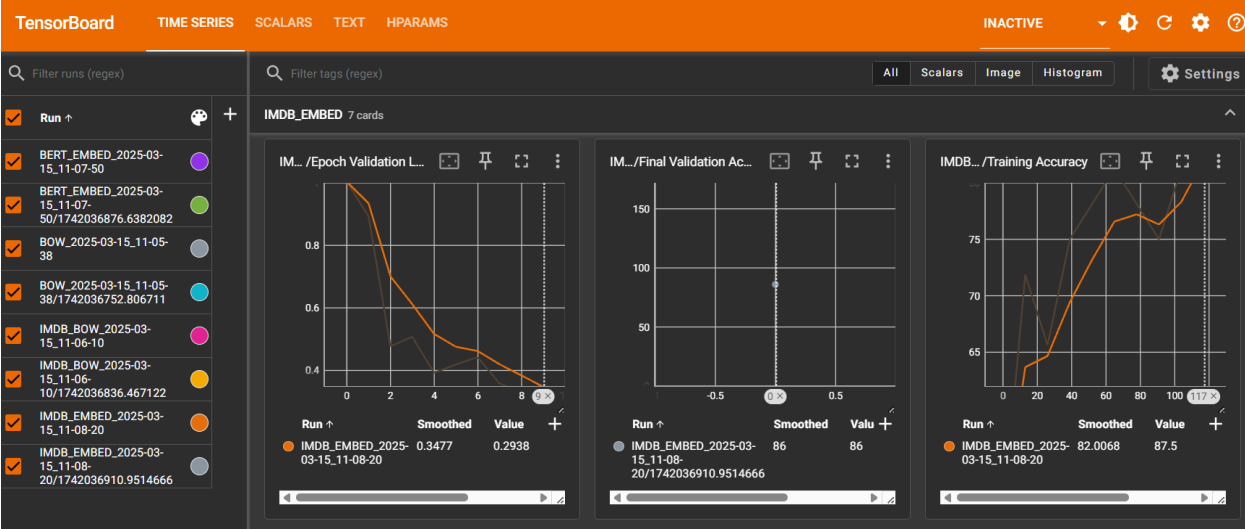 TensorBoard TIME SERIES SCALARS TEXT HPARAMS INACTIVE
Filter runs (regex)
Run ↑
BERT_EMBED_2025-03-
15_11-07-50
BERT_EMBED_2025-03-
15_11-07-
50/1742036876.6382082
BOW_2025-03-15_11-05-
38
BOW_2025-03-15_11-05-
38/1742036752.806711
IMDB_BOW_2025-03-
15_11-06-10
IMDB_BOW_2025-03-
15_11-06-
10/1742036836.467122
IMDB_EMBED_2025-03-
15_11-08-20
IMDB_EMBED_2025-03-
15_11-08-
20/1742036910.9514666
Filter tags (regex) All Scalars Image Histogram Settings
IMDB_EMBED 7 cards
IM... /Epoch Validation L...
0.8
0.6
0.4
0 2 4 6 8 9 ×
Run ↑ Smoothed Value
IMDB_EMBED_2025- 0.3477 0.2938
03-15_11-08-20
IM.../Final Validation Ac...
150
100
50
-0.5 0 × 0.5
Run ↑ Smoothed Valu
IMDB_EMBED_2025-03- 86 86
15_11-08-
20/1742036910.9514666
IMDB... /Training Accuracy
75
70
65
0 20 40 60 80 100 117 ×
Run ↑ Smoothed Value
IMDB_EMBED_2025- 82.0068 87.5
03-15_11-08-20